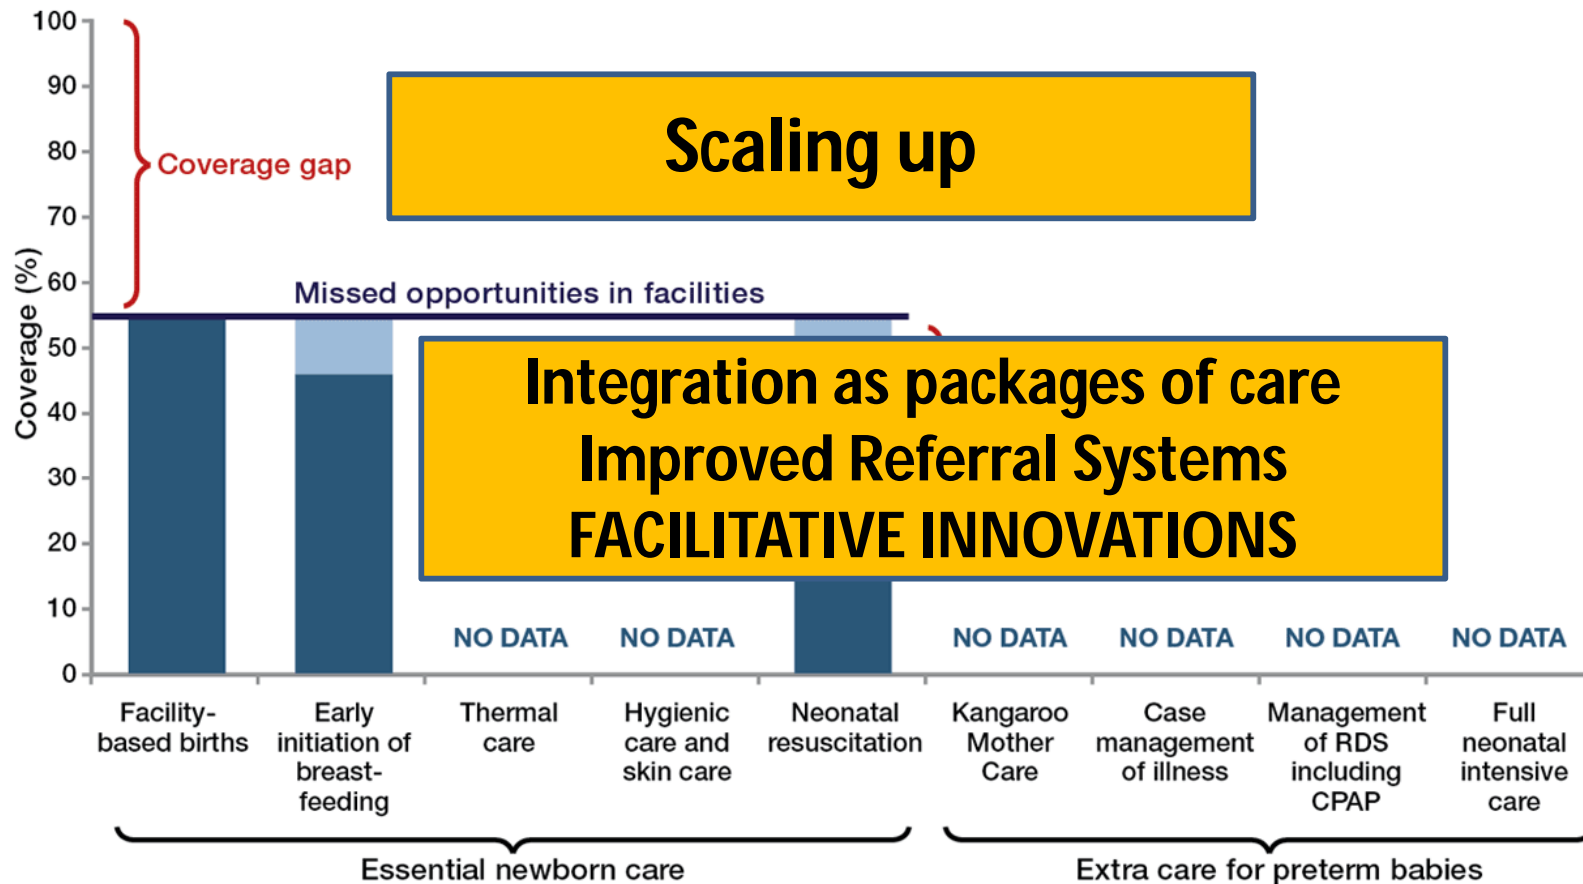 100
90
80
70
60
50
40
30
20
10
0
Coverage (%)
Coverage gap
Scaling up
Missed opportunities in facilities
Integration as packages of care
Improved Referral Systems
FACILITATIVE INNOVATIONS
NO DATA
NO DATA
NO DATA
NO DATA
NO DATA
NO DATA
Facility-
based births
Early
initiation of
breast-
feeding
Thermal
care
Hygienic
care and
skin care
Neonatal
resuscitation
Kangaroo
Mother
Care
Case
management
of illness
Management
of RDS
including
CPAP
Full
neonatal
intensive
care
Essential newborn care
Extra care for preterm babies